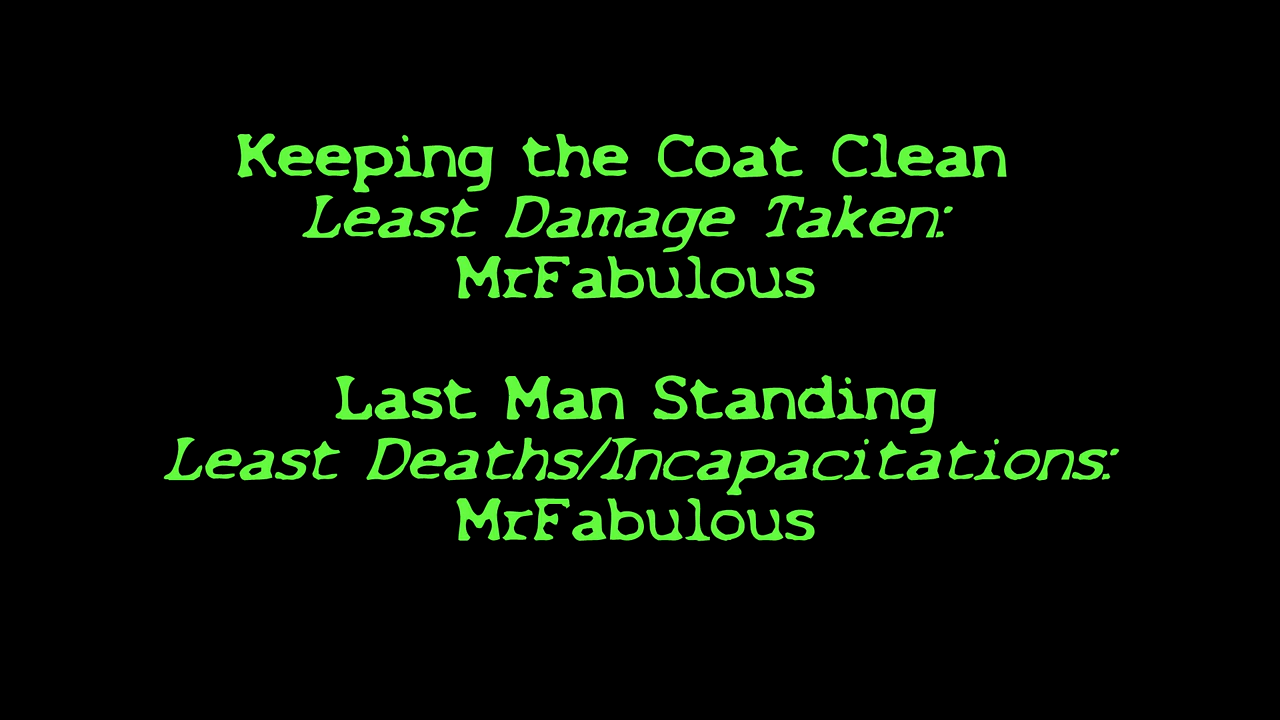 Keeping the Coat Clean
Least Damage Taken:
MrFabulous
Last Man Standing
Least Deaths/Incapacitations:
MrFabulous